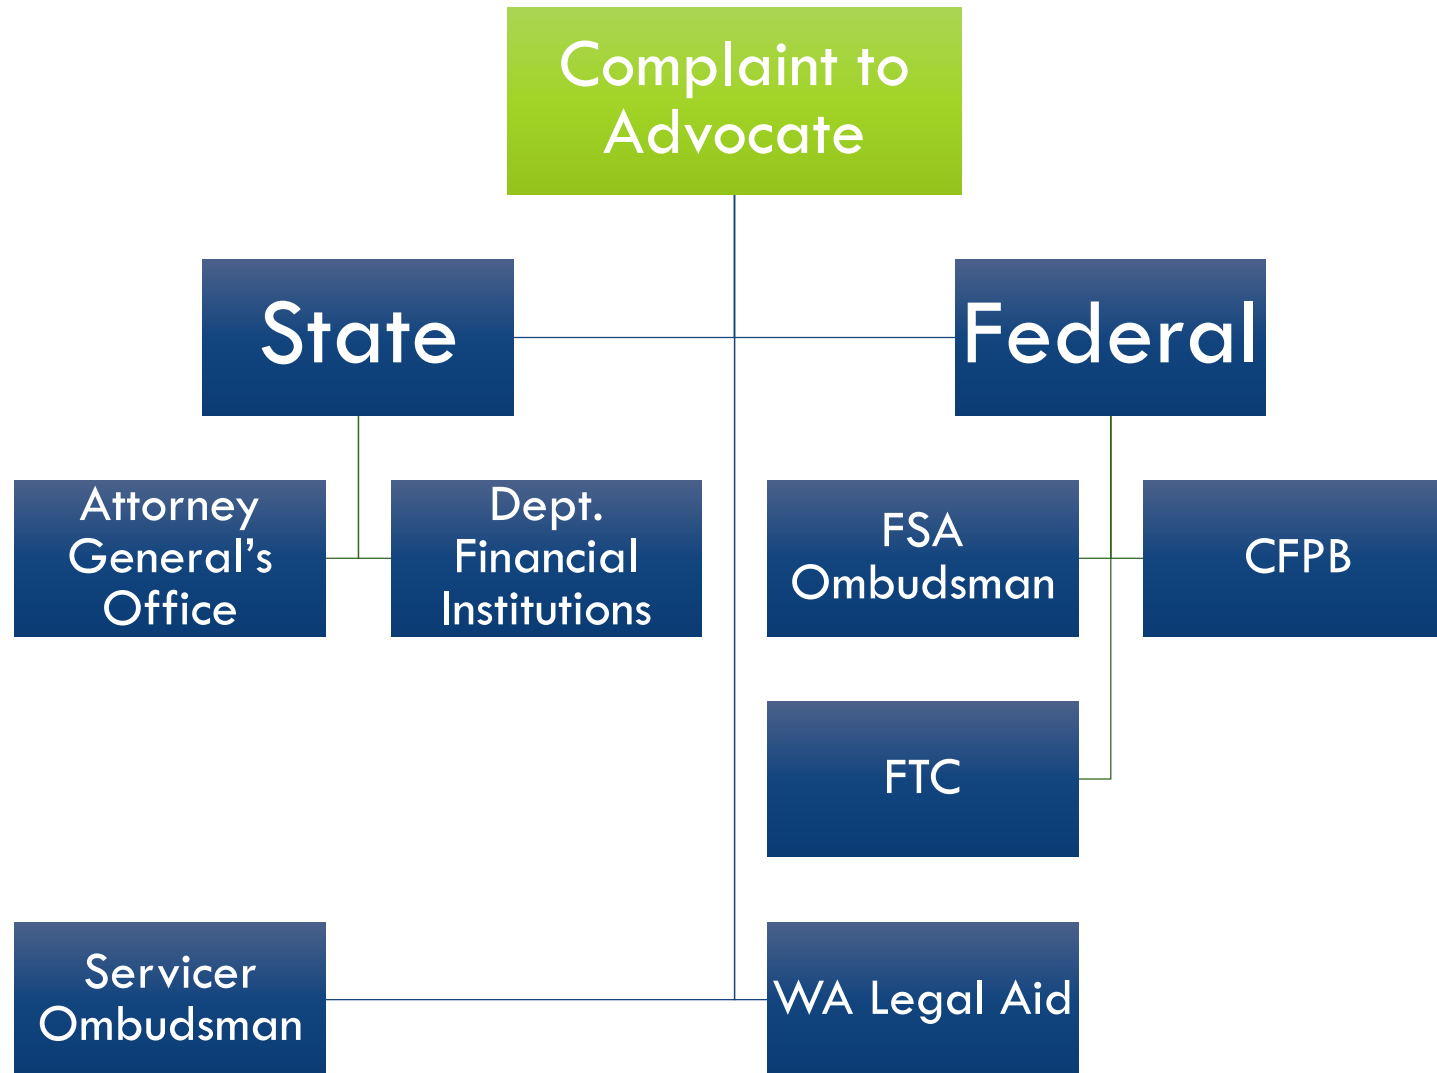 Complaint to
Advocate
State
Federal
Attorney
General’s
Office
Dept.
Financial
Institutions
FSA
Ombudsman
CFPB
FTC
Servicer
Ombudsman
WA Legal Aid